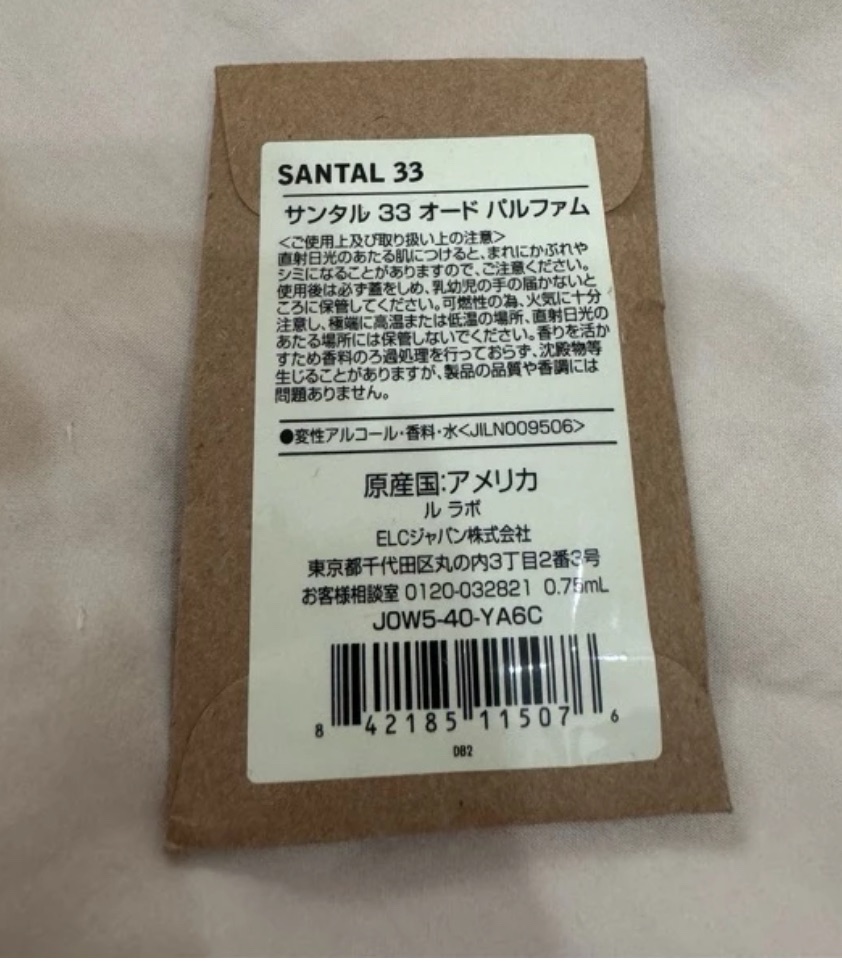 SANTAL 33
サンタル 33 オード パルファム
<ご使用上及び取り扱い上の注意>
直射日光のあたる肌につけると、まれにかぶれや
シミになることがありますので、ご注意ください。
使用後は必ず蓋をしめ、乳幼児の手の届かないと
ころに保管してください。可燃性の為、火気に十分
注意し、極端に高温または低温の場所、直射日光の
あたる場所には保管しないでください。香りを活か
すため香料のろ過処理を行っておらず、沈殿物等
生じることがありますが、製品の品質や香調には
問題ありません。
●変性アルコール・香料・水<JILN009506>
原産国:アメリカ
ル ラボ
ELCジャパン株式会社
東京都千代田区丸の内3丁目2番3号
お客様相談室 0120-032821 0.75mL
J0W5-40-YA6C
8 42185 11507 6
DB2